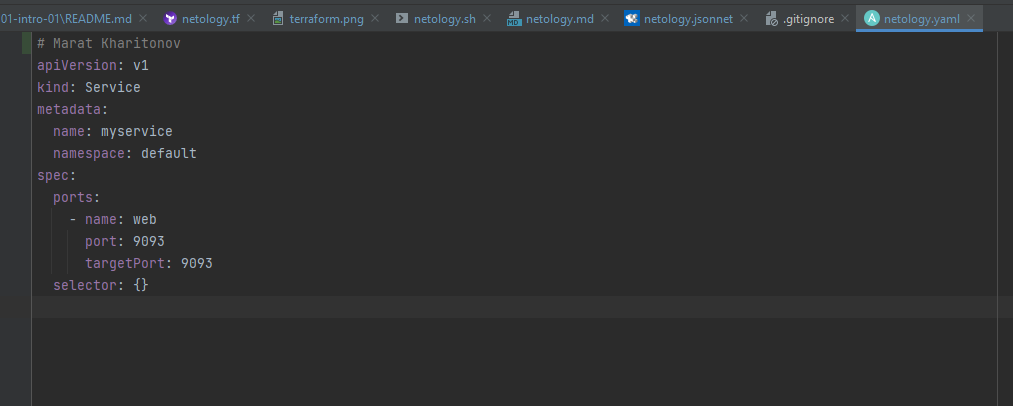 01-intro-01\README.md netology.tf terraform.png netology.sh netology.md netology.jsonnet .gitignore netology.yaml
# Marat Kharitonov
apiVersion: v1
kind: Service
metadata:
  name: myservice
  namespace: default
spec:
  ports:
    - name: web
      port: 9093
      targetPort: 9093
  selector: {}